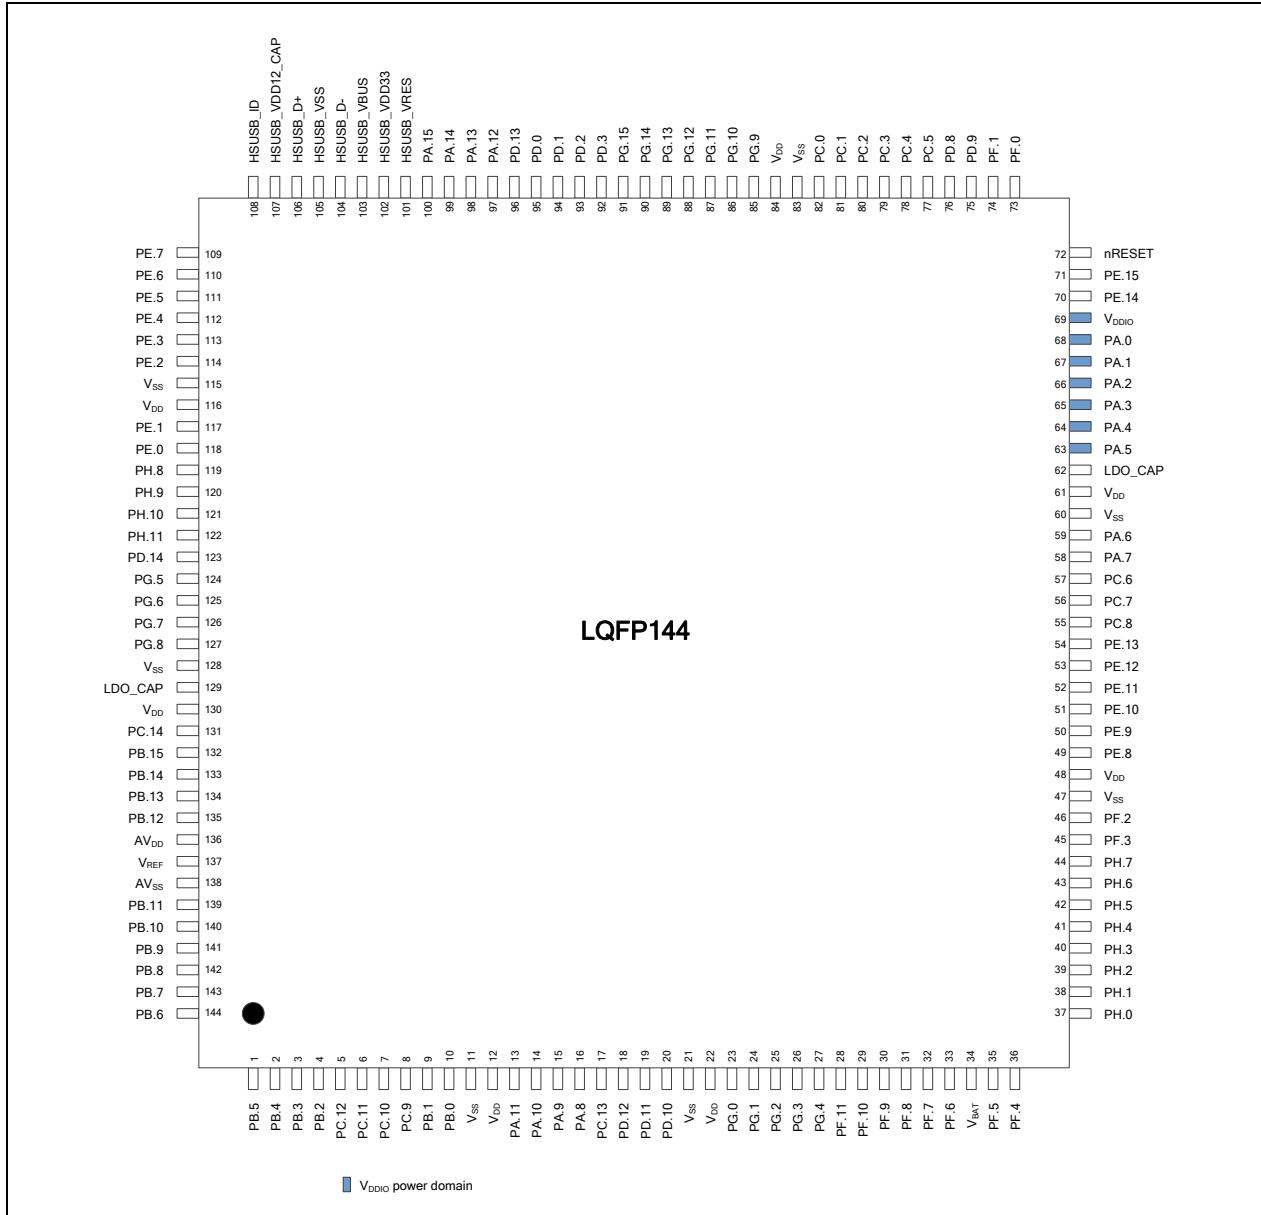 HSUSB_ID
HSUSB_VDD12_CAP
HSUSB_D+
HSUSB_VSS
HSUSB_D-
HSUSB_VBUS
HSUSB_VDD33
HSUSB_VRES
PA.15
PA.14
PA.13
PA.12
PD.13
PD.0
PD.1
PD.2
PD.3
PG.15
PG.14
PG.13
PG.12
PG.11
PG.10
PG.9
VDD
VSS
PC.0
PC.1
PC.2
PC.3
PC.4
PC.5
PD.8
PD.9
PF.1
PF.0
108 107 106 105 104 103 102 101 100 99 98 97 96 95 94 93 92 91 90 89 88 87 86 85 84 83 82 81 80 79 78 77 76 75 74 73
PE.7 109
PE.6 110
PE.5 111
PE.4 112
PE.3 113
PE.2 114
VSS 115
VDD 116
PE.1 117
PE.0 118
PH.8 119
PH.9 120
PH.10 121
PH.11 122
PD.14 123
PG.5 124
PG.6 125
PG.7 126
PG.8 127
VSS 128
LDO_CAP 129
VDD 130
PC.14 131
PB.15 132
PB.14 133
PB.13 134
PB.12 135
AVDD 136
VREF 137
AVSS 138
PB.11 139
PB.10 140
PB.9 141
PB.8 142
PB.7 143
PB.6 144
LQFP144
72 nRESET
71 PE.15
70 PE.14
69 VDDIO
68 PA.0
67 PA.1
66 PA.2
65 PA.3
64 PA.4
63 PA.5
62 LDO_CAP
61 VDD
60 VSS
59 PA.6
58 PA.7
57 PC.6
56 PC.7
55 PC.8
54 PE.13
53 PE.12
52 PE.11
51 PE.10
50 PE.9
49 PE.8
48 VDD
47 VSS
46 PF.2
45 PF.3
44 PH.7
43 PH.6
42 PH.5
41 PH.4
40 PH.3
39 PH.2
38 PH.1
37 PH.0
1 2 3 4 5 6 7 8 9 10 11 12 13 14 15 16 17 18 19 20 21 22 23 24 25 26 27 28 29 30 31 32 33 34 35 36
PB.5
PB.4
PB.3
PB.2
PC.12
PC.11
PC.10
PC.9
PB.1
PB.0
VSS
VDD
PA.11
PA.10
PA.9
PA.8
PC.13
PD.12
PD.11
PD.10
VSS
VDD
PG.0
PG.1
PG.2
PG.3
PG.4
PF.11
PF.10
PF.9
PF.8
PF.7
PF.6
VBAT
PF.5
PF.4
VDDIO power domain